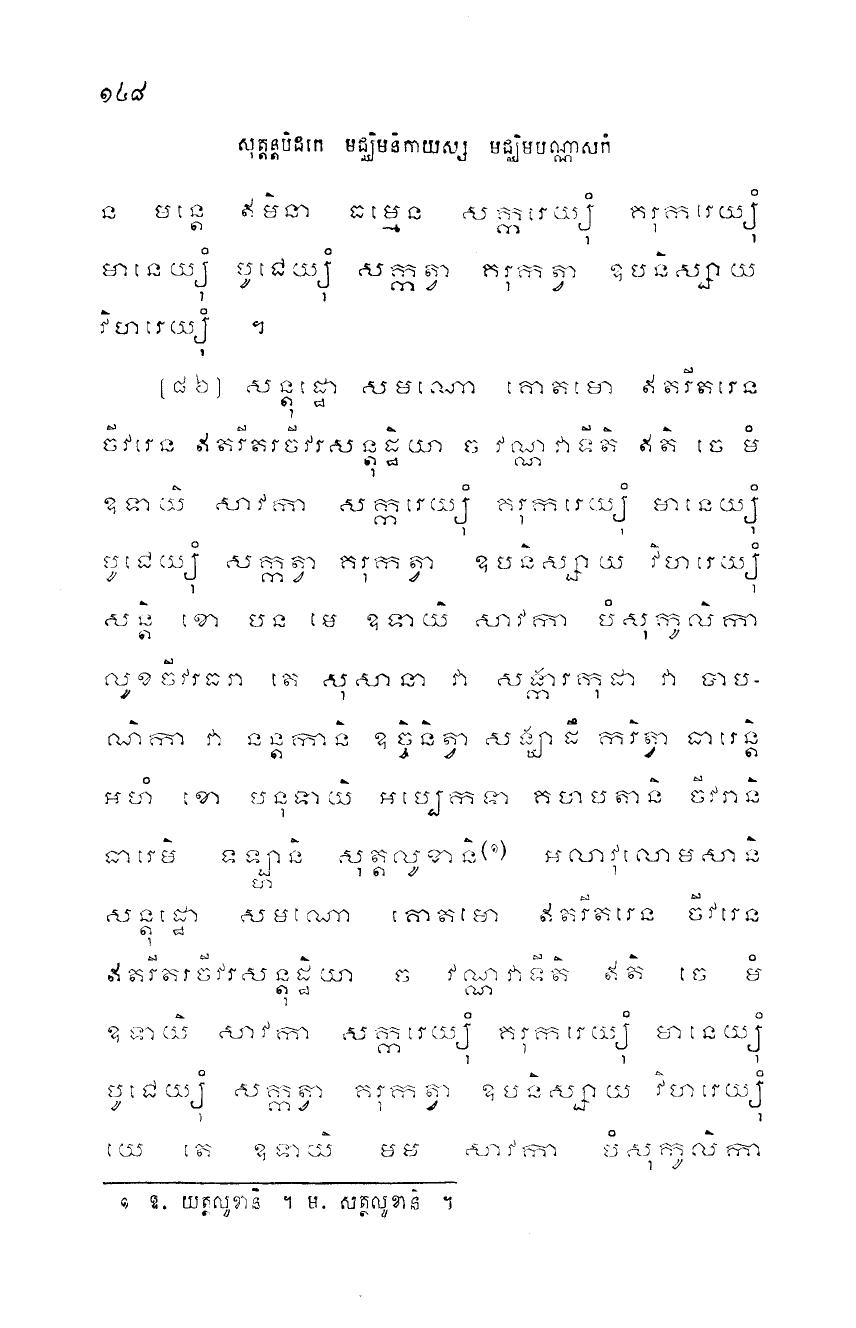 ១៤៨
សុត្តន្តបិដកេ មជ្ឈិមនិកាយស្ស មជ្ឈិមបណ្ណាសកំ
ន មន្តេ ឥមិនា ធម្មេន សក្ករេយ្យុំ គរុករេយ្យុំ
មានេយ្យុំ បូជេយ្យុំ សក្កត្វា គរុកត្វា ឧបនិស្សាយ
វិហារេយ្យុំ ។
[៨៦] សន្តុដ្ឋោ សមណោ គោតមោ ឥតរីតរេន
ចីវរេន ឥតរីតរចីវរសន្តុដ្ឋិយា ច វណ្ណវាទីតិ ឥតិ ចេ មំ
ឧទាយិ សាវកា សក្ករេយ្យុំ គរុករេយ្យុំ មានេយ្យុំ
បូជេយ្យុំ សក្កត្វា គរុកត្វា ឧបនិស្សាយ វិហារេយ្យុំ
សន្តិ ខោ បន មេ ឧទាយិ សាវកា បំសុកូលិកា
លូខចីវរធរា តេ សុសានា វា សង្ការកុដា វា បាប-
ណិកា វា នន្តកានិ ឧច្ចិនិត្វា សង្ឃាដឹ ករិត្វា ធារេន្តិ
អហំ ខោ បនុទាយិ អប្បេកទា គហបតានិ ចីវរានិ
ធារេមិ ទឡ្ហានិ សុត្តលូខានិ(១) អលាវុលោមសានិ
សន្តុដ្ឋោ សមណោ គោតមោ ឥតរីតរេន ចីវរេន
ឥតរីតរចីវរសន្តុដ្ឋិយា ច វណ្ណវាទីតិ ឥតិ ចេ មំ
ឧទាយិ សាវកា សក្ករេយ្យុំ គរុករេយ្យុំ មានេយ្យុំ
បូជេយ្យុំ សក្កត្វា គរុកត្វា ឧបនិស្សាយ វិហារេយ្យុំ
យេ តេ ឧទាយិ មម សាវកា បំសុកូលិកា
១ ឧ. យត្ថលូខានិ ។ ម. សត្ថលូខានិ ។